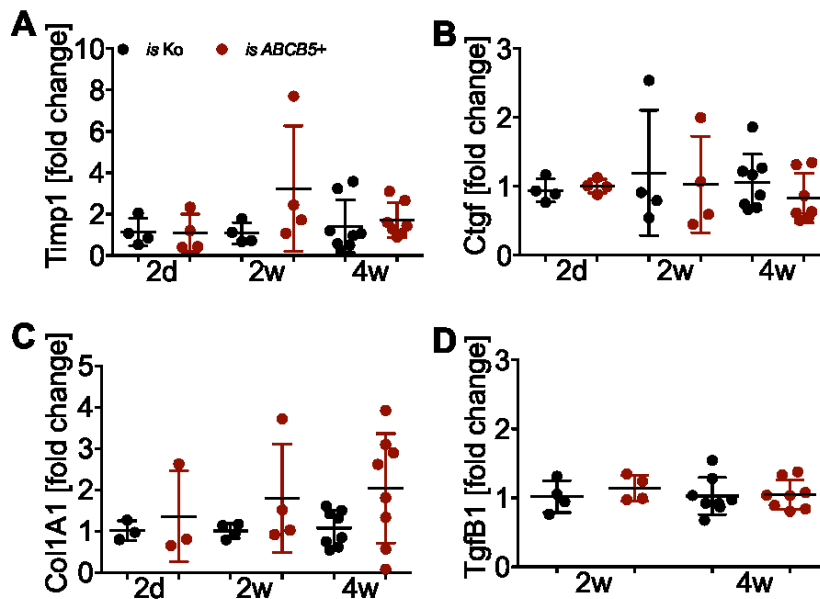 A
is Ko
is ABCB5+
Timp1 [fold change]
10
8
6
4
2
0
2d
2w
4w
B
Ctgf [fold change]
3
2
1
0
2d
2w
4w
C
Col1A1 [fold change]
5
4
3
2
1
0
2d
2w
4w
D
TgfB1 [fold change]
3
2
1
0
2w
4w